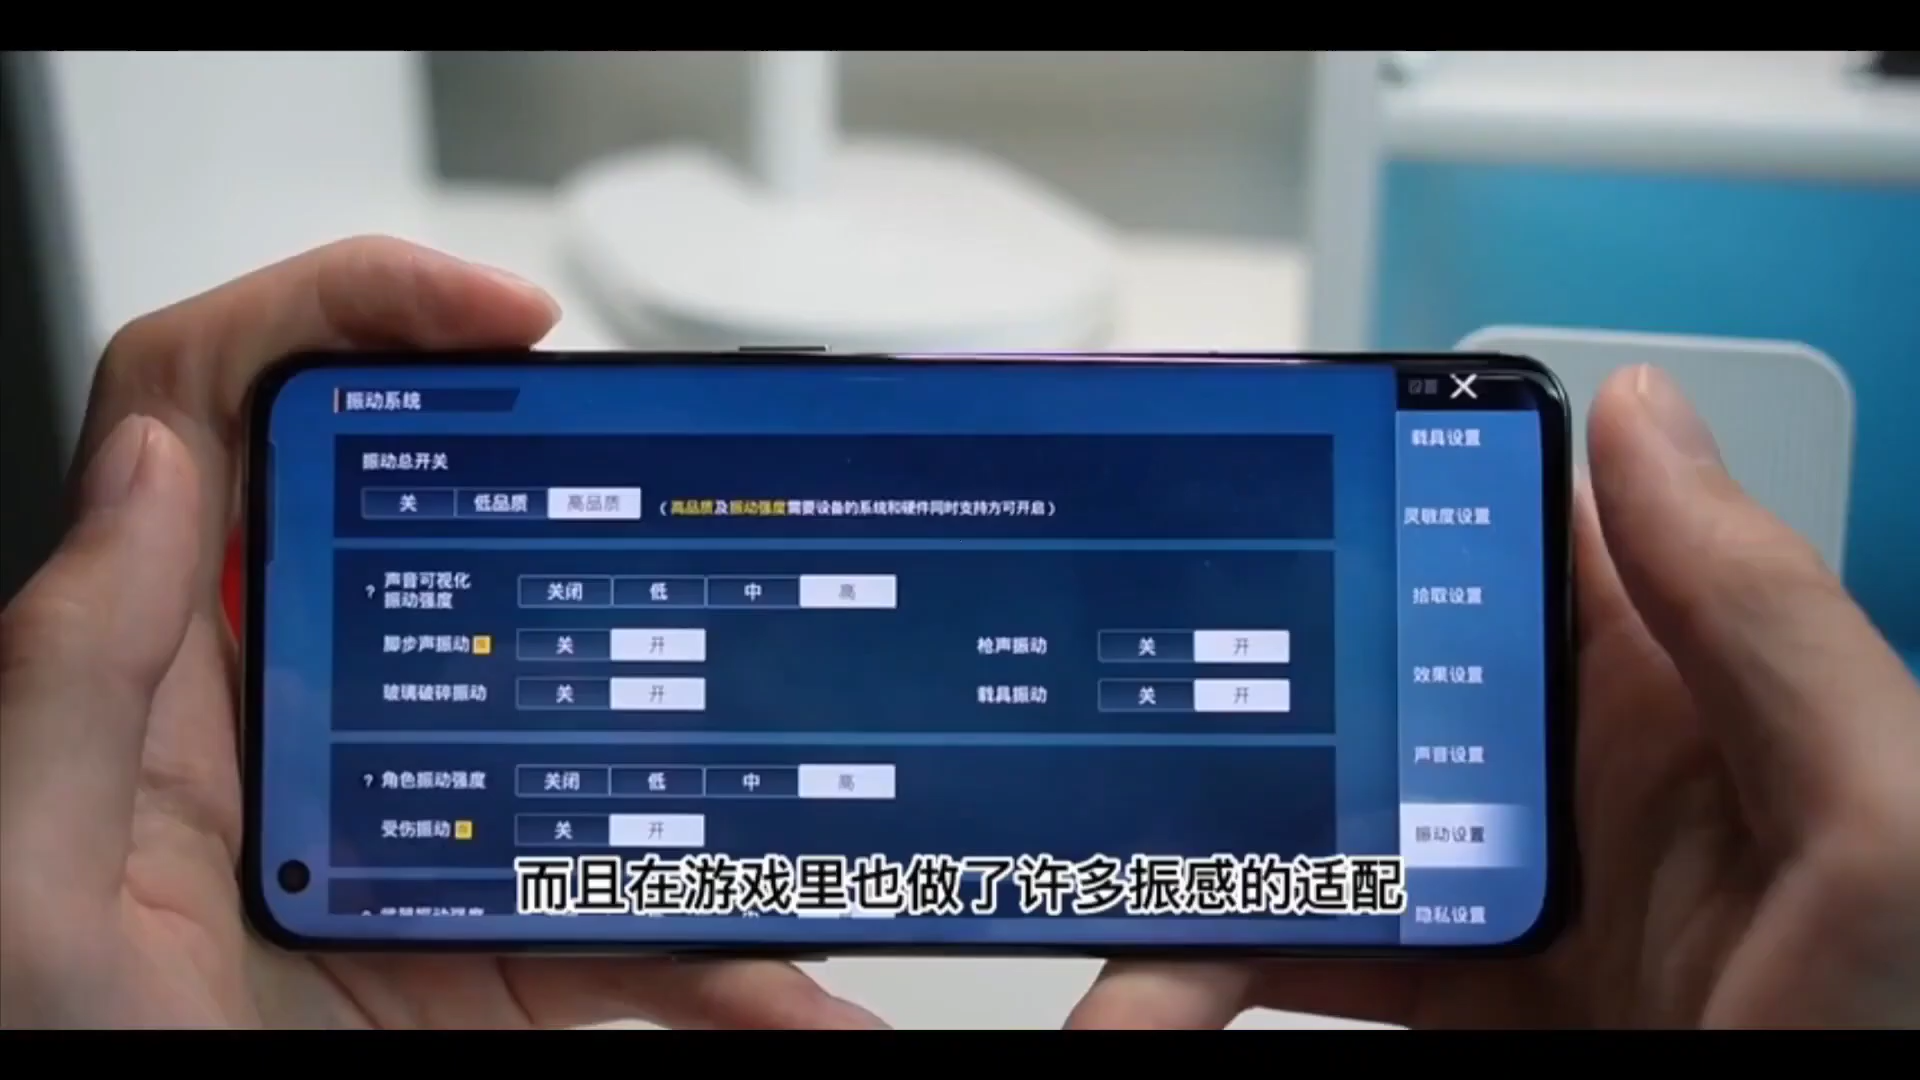 振动系统
设置
振动总开关
关 低品质 高品质 （高品质及振动强度需要设备的系统和硬件同时支持方可开启）
? 声音可视化
振动强度
关闭 低 中 高
脚步声振动 关 开
枪声振动 关 开
玻璃破碎振动 关 开
载具振动 关 开
? 角色振动强度 关闭 低 中 高
受伤振动 关 开
载具设置
灵敏度设置
拾取设置
效果设置
声音设置
振动设置
隐私设置
而且在游戏里也做了许多振感的适配